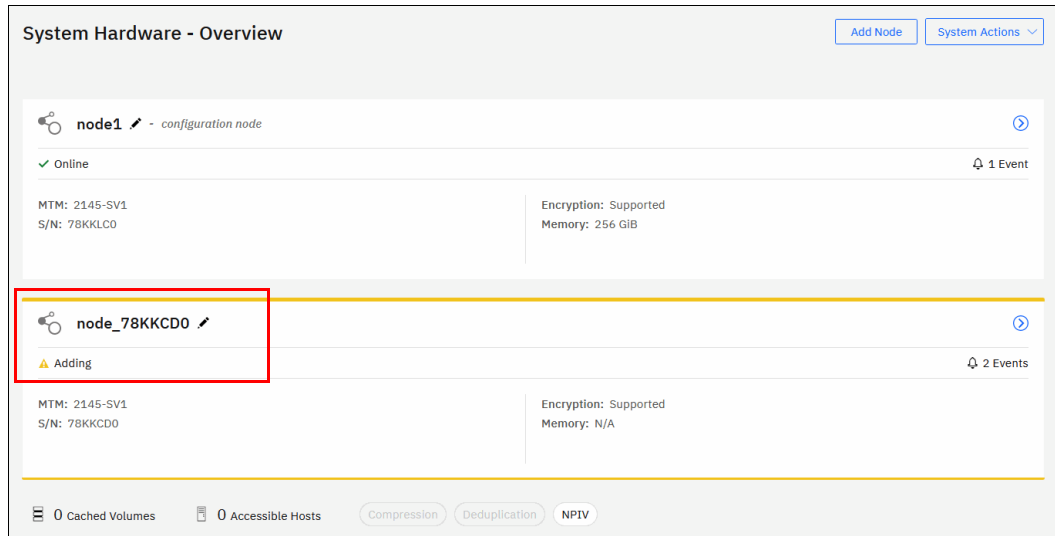 System Hardware - Overview
Add Node
System Actions
node1 - configuration node
Online
1 Event
MTM: 2145-SV1
S/N: 78KKLC0
Encryption: Supported
Memory: 256 GiB
node_78KKCD0
Adding
2 Events
MTM: 2145-SV1
S/N: 78KKCD0
Encryption: Supported
Memory: N/A
0 Cached Volumes
0 Accessible Hosts
Compression
Deduplication
NPIV